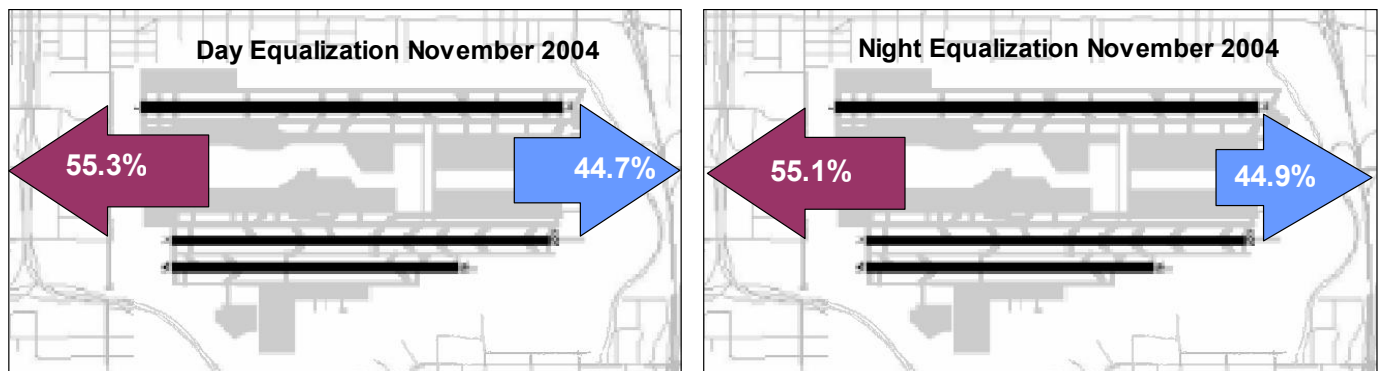 Day Equalization November 2004
55.3%
44.7%
Night Equalization November 2004
55.1%
44.9%